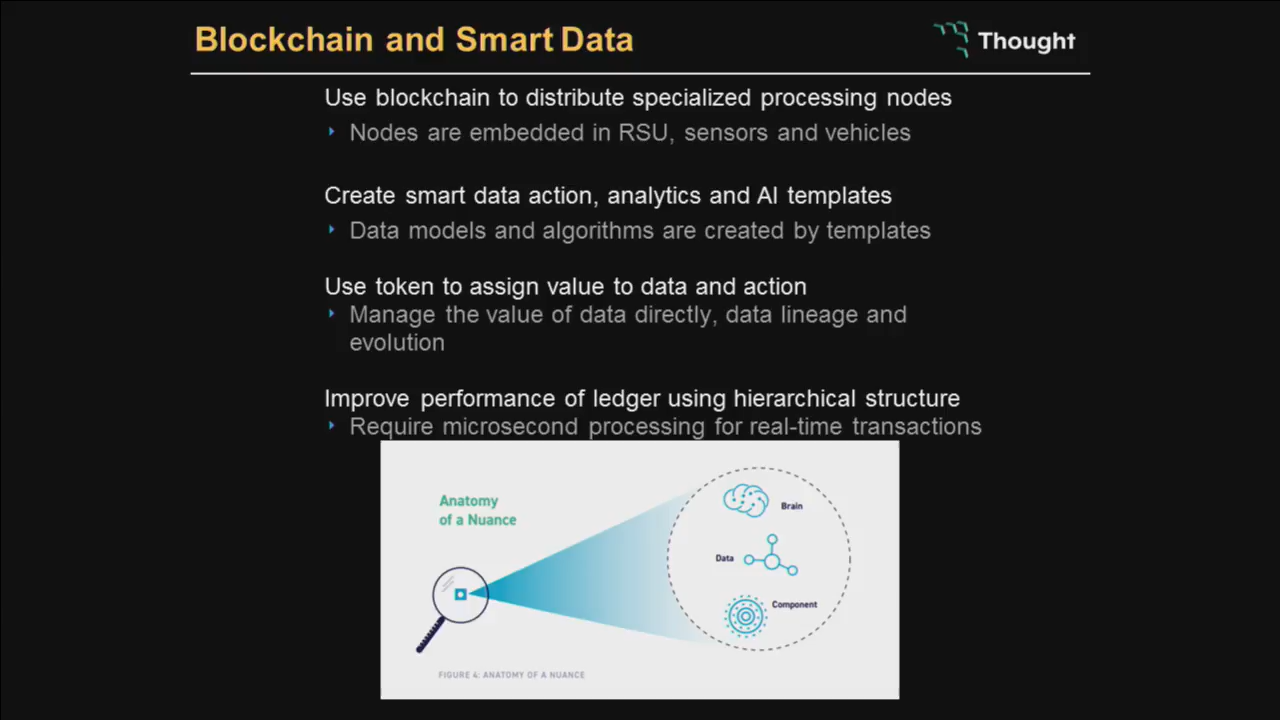 Blockchain and Smart Data
Thought
Use blockchain to distribute specialized processing nodes
Nodes are embedded in RSU, sensors and vehicles
Create smart data action, analytics and AI templates
Data models and algorithms are created by templates
Use token to assign value to data and action
Manage the value of data directly, data lineage and
evolution
Improve performance of ledger using hierarchical structure
Require microsecond processing for real-time transactions
Anatomy
of a Nuance
Brain
Data
Component
FIGURE 4: ANATOMY OF A NUANCE